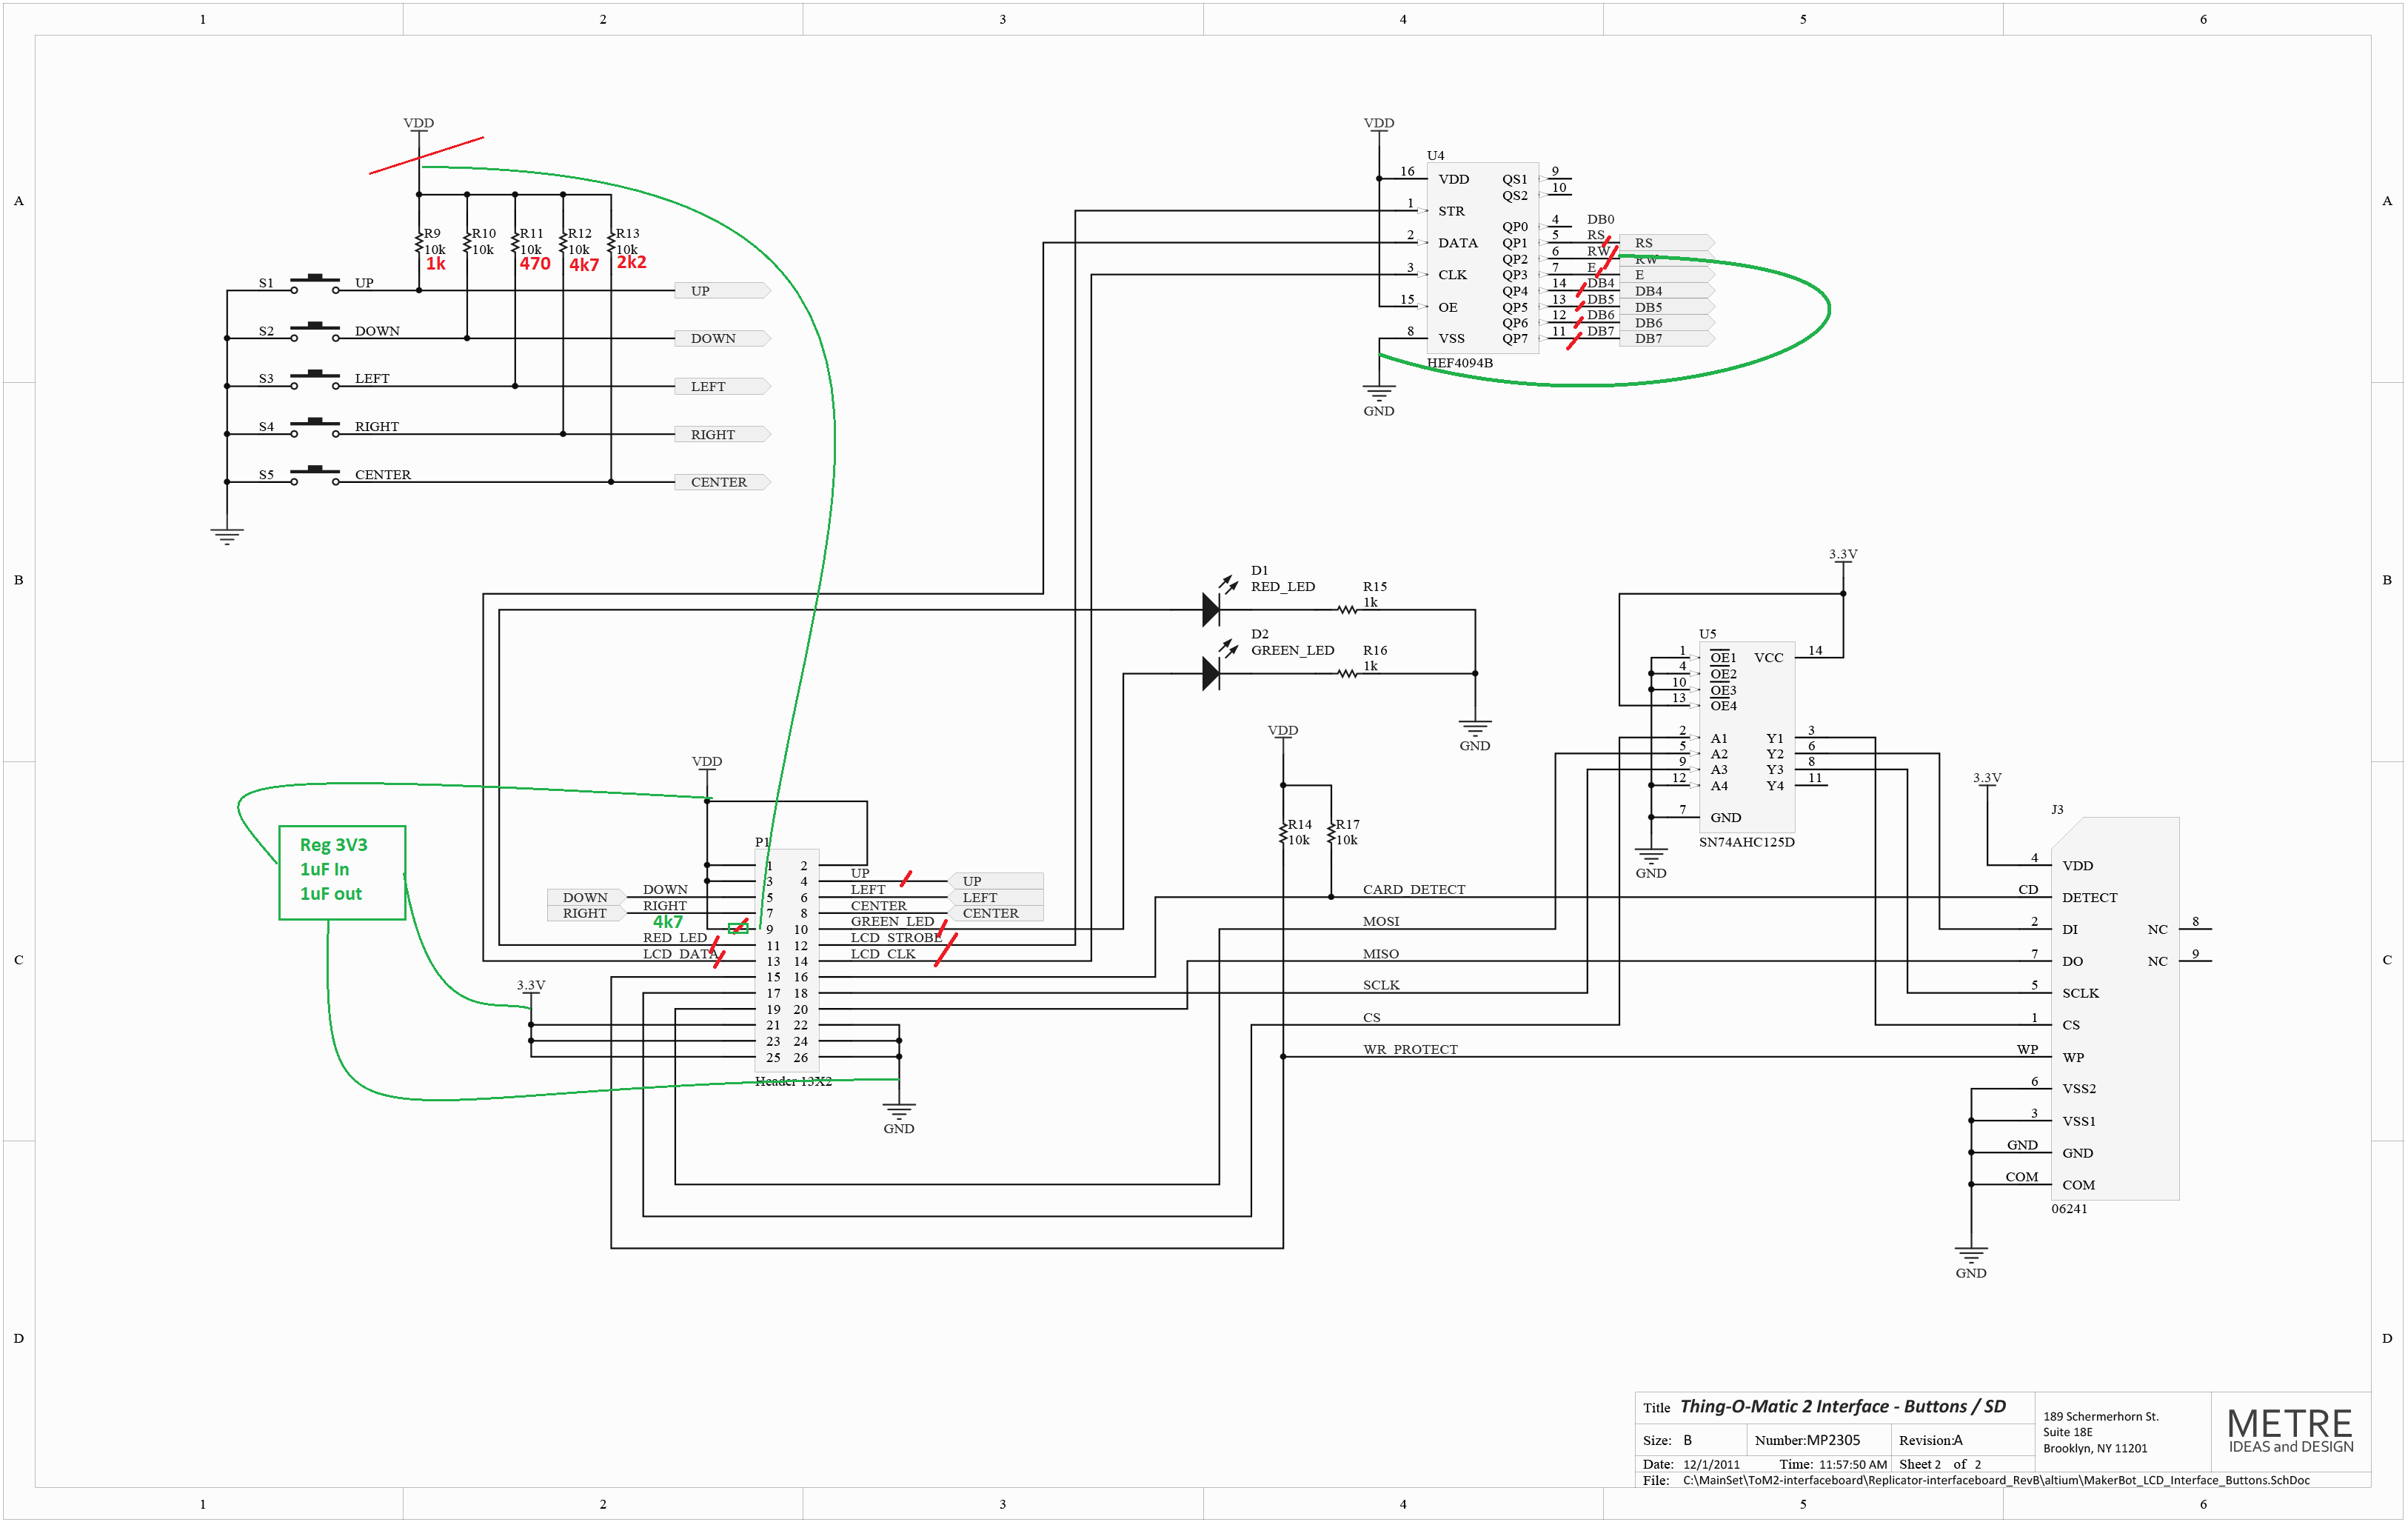 1 2 3 4 5 6
A
B
C
D
A
B
C
D
VDD
R9
10k
1k
R10
10k
R11
10k
470
R12
10k
4k7
R13
10k
2k2
S1 UP UP
S2 DOWN DOWN
S3 LEFT LEFT
S4 RIGHT RIGHT
S5 CENTER CENTER
VDD
U4
16 VDD QS1 9
QS2 10
1 STR
QP0 4 DB0
2 DATA QP1 5 RS RS
QP2 6 RW RW
3 CLK QP3 7 E E
QP4 14 DB4 DB4
15 OE QP5 13 DB5 DB5
QP6 12 DB6 DB6
8 VSS QP7 11 DB7 DB7
HEF4094B
GND
D1
RED_LED
R15
1k
D2
GREEN_LED
R16
1k
GND
3.3V
U5
1 OE1 VCC 14
4 OE2
10 OE3
13 OE4
2 A1 Y1 3
5 A2 Y2 6
9 A3 Y3 8
12 A4 Y4 11
7 GND
SN74AHC125D
GND
VDD
R14
10k
R17
10k
CARD_DETECT
MOSI
MISO
SCLK
CS
WR_PROTECT
VDD
Reg 3V3
1uF In
1uF out
P1
1 2
3 4 UP UP
DOWN DOWN 5 6 LEFT LEFT
RIGHT RIGHT 7 8 CENTER CENTER
4k7
9 10 GREEN_LED
RED_LED 11 12 LCD_STROBE
LCD_DATA 13 14 LCD_CLK
15 16
17 18
19 20
21 22
23 24
25 26
Header 13X2
3.3V
GND
3.3V
J3
4 VDD
CD DETECT
2 DI NC 8
7 DO NC 9
5 SCLK
1 CS
WP WP
6 VSS2
3 VSS1
GND GND
COM COM
06241
GND
Title Thing-O-Matic 2 Interface - Buttons / SD
Size: B Number:MP2305 Revision:A
Date: 12/1/2011 Time: 11:57:50 AM Sheet 2 of 2
File: C:\MainSet\ToM2-interfaceboard\Replicator-interfaceboard_RevB\altium\MakerBot_LCD_Interface_Buttons.SchDoc
189 Schermerhorn St.
Suite 18E
Brooklyn, NY 11201
METRE
IDEAS and DESIGN
1 2 3 4 5 6